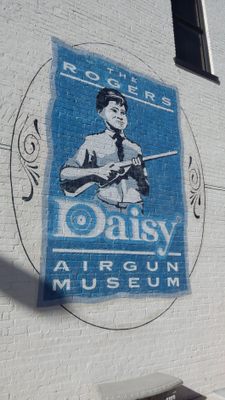 THE
ROGERS
Daisy
AIRGUN
MUSEUM